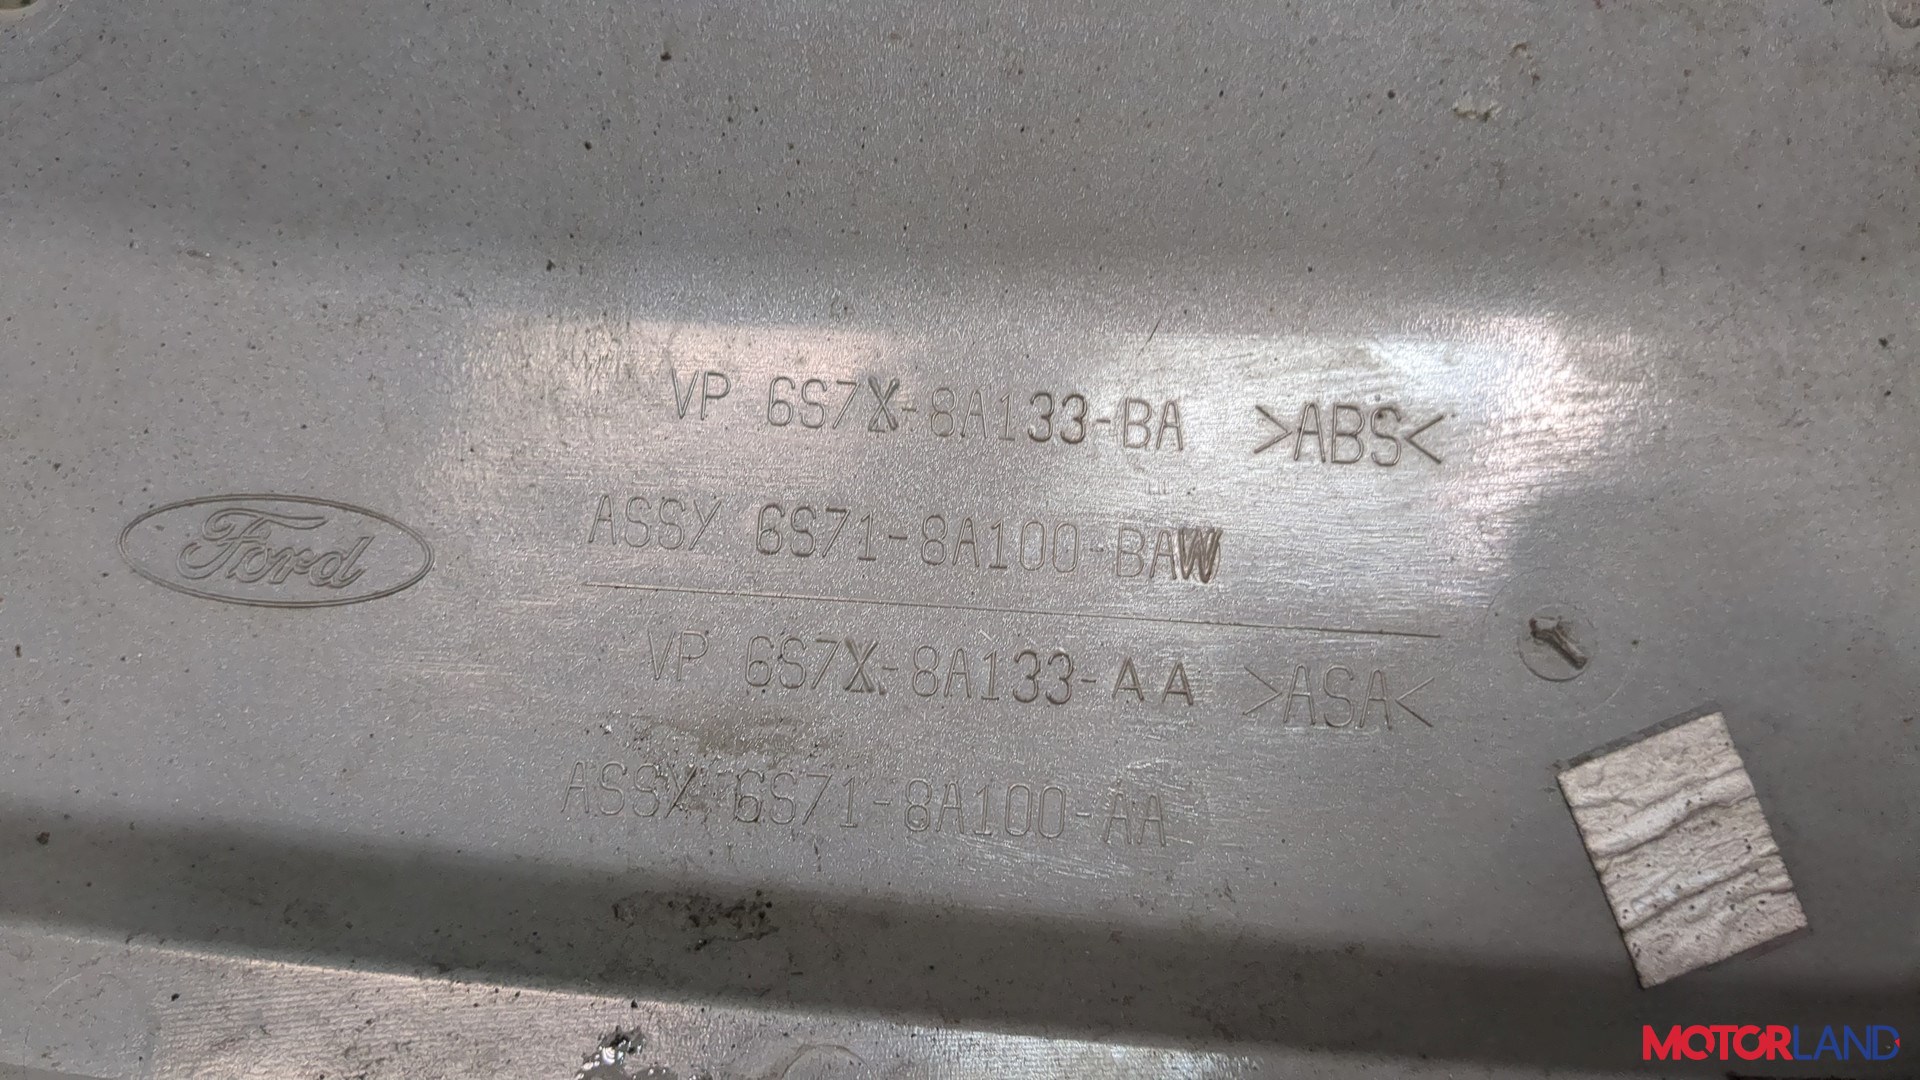 VP 6S7X-8A133-BA >ABS<
ASSY 6S71-8A100-BAW
Ford
VP 6S7X-8A133-AA >ASA<
ASSY 6S71-8A100-AA
MOTORLAND